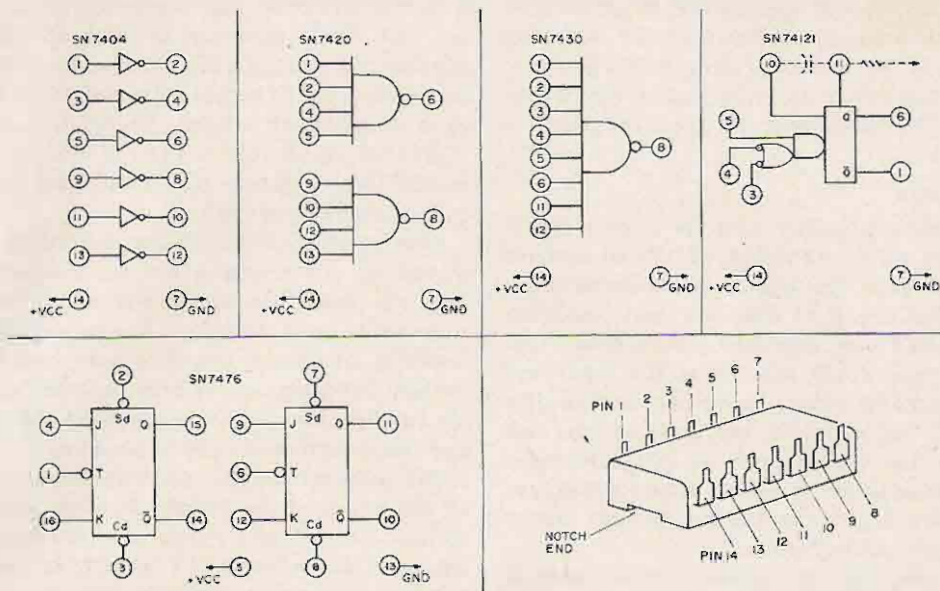 SN7404
1 2
3 4
5 6
9 8
11 10
13 12
14 7
+VCC GND
SN7420
1
2
4
5
6
9
10
12
13
8
14 7
+VCC GND
SN7430
1
2
3
4
5
6
11
12
8
14 7
+VCC GND
SN74121
10 11
5
4
3
Q 6
Q̄ 1
14 7
+VCC GND
SN7476
2
Sd
4 J Q 15
1 T
16 K Q̄ 14
Cd
3
7
Sd
9 J Q 11
6 T
12 K Q̄ 10
Cd
8
+VCC 5
13 GND
PIN 1 2 3 4 5 6 7
NOTCH
END
PIN 14 13 12 11 10 9 8